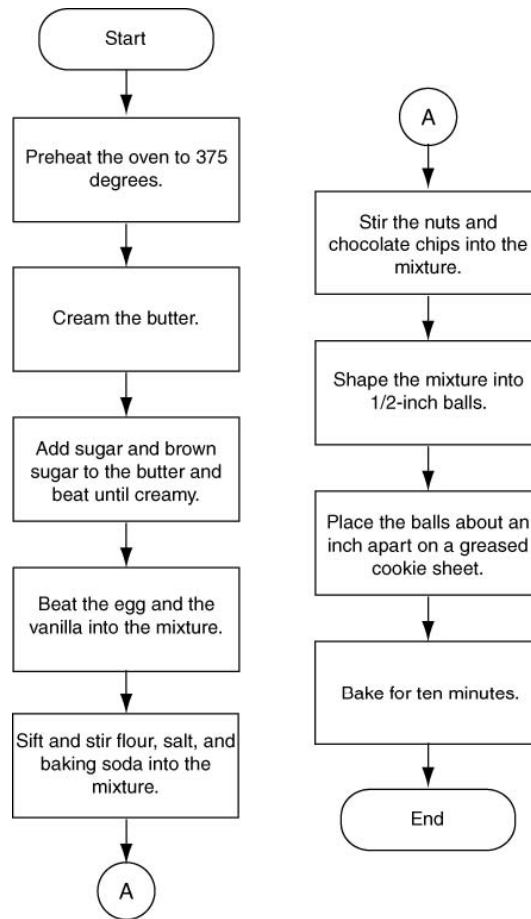 Start
Preheat the oven to 375
degrees.
Cream the butter.
Add sugar and brown
sugar to the butter and
beat until creamy.
Beat the egg and the
vanilla into the mixture.
Sift and stir flour, salt, and
baking soda into the
mixture.
A
A
Stir the nuts and
chocolate chips into the
mixture.
Shape the mixture into
1/2-inch balls.
Place the balls about an
inch apart on a greased
cookie sheet.
Bake for ten minutes.
End